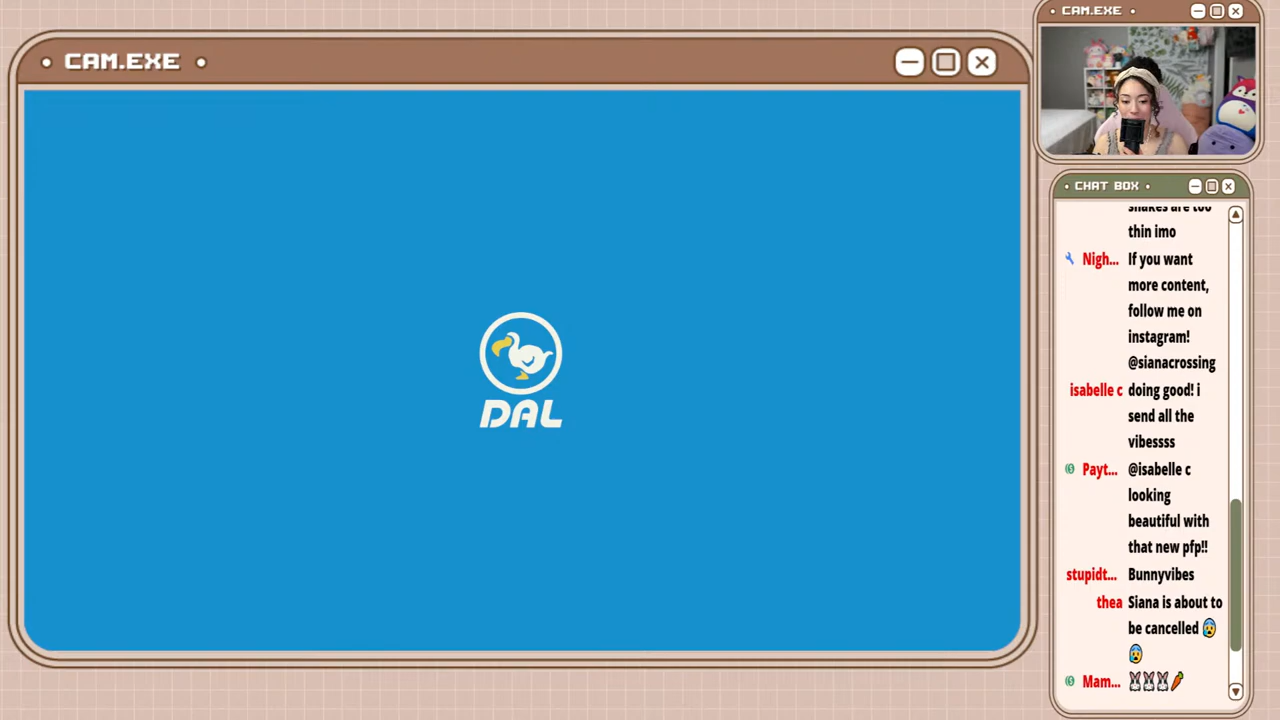 CAM.EXE
DAL
CAM.EXE
CHAT BOX
snakes are too
thin imo
Nigh... If you want
more content,
follow me on
instagram!
@sianacrossing
isabelle c doing good! i
send all the
vibessss
Payt... @isabelle c
looking
beautiful with
that new pfp!!
stupidt... Bunnyvibes
thea Siana is about to
be cancelled 😰
😰
Mam... 🐰🐰🐰🥕